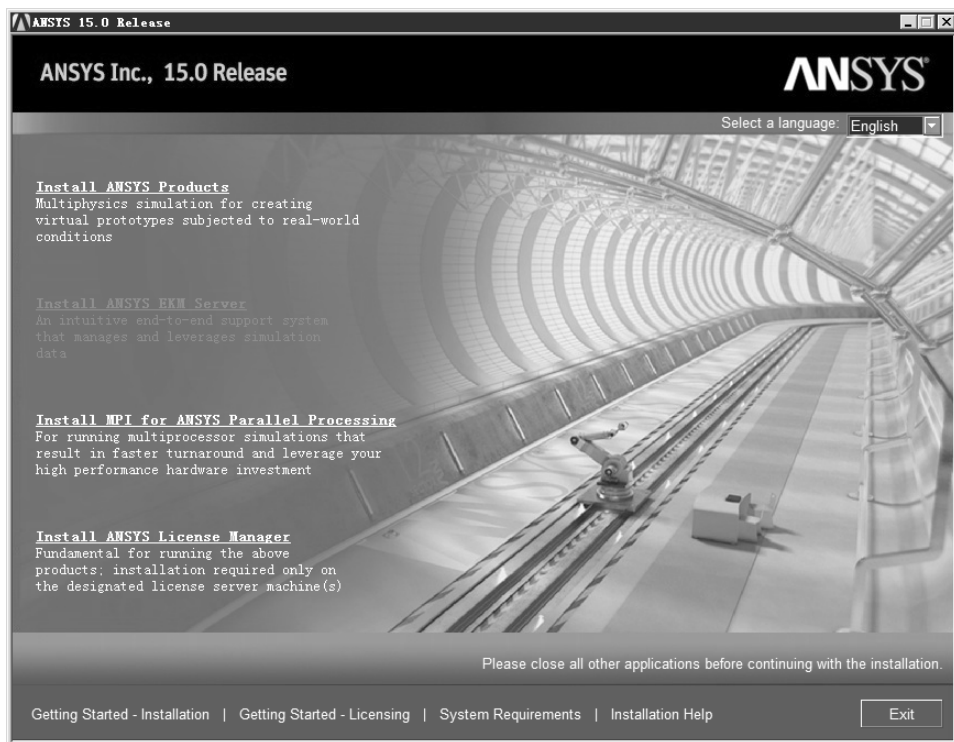 ANSYS 15.0 Release
ANSYS Inc., 15.0 Release
ANSYS
Select a language: English
Install ANSYS Products
Multiphysics simulation for creating
virtual prototypes subjected to real-world
conditions
Install ANSYS EKM Server
An intuitive end-to-end support system
that manages and leverages simulation
data
Install MPI for ANSYS Parallel Processing
For running multiprocessor simulations that
result in faster turnaround and leverage your
high performance hardware investment
Install ANSYS License Manager
Fundamental for running the above
products; installation required only on
the designated license server machine(s)
Please close all other applications before continuing with the installation.
Getting Started - Installation | Getting Started - Licensing | System Requirements | Installation Help Exit